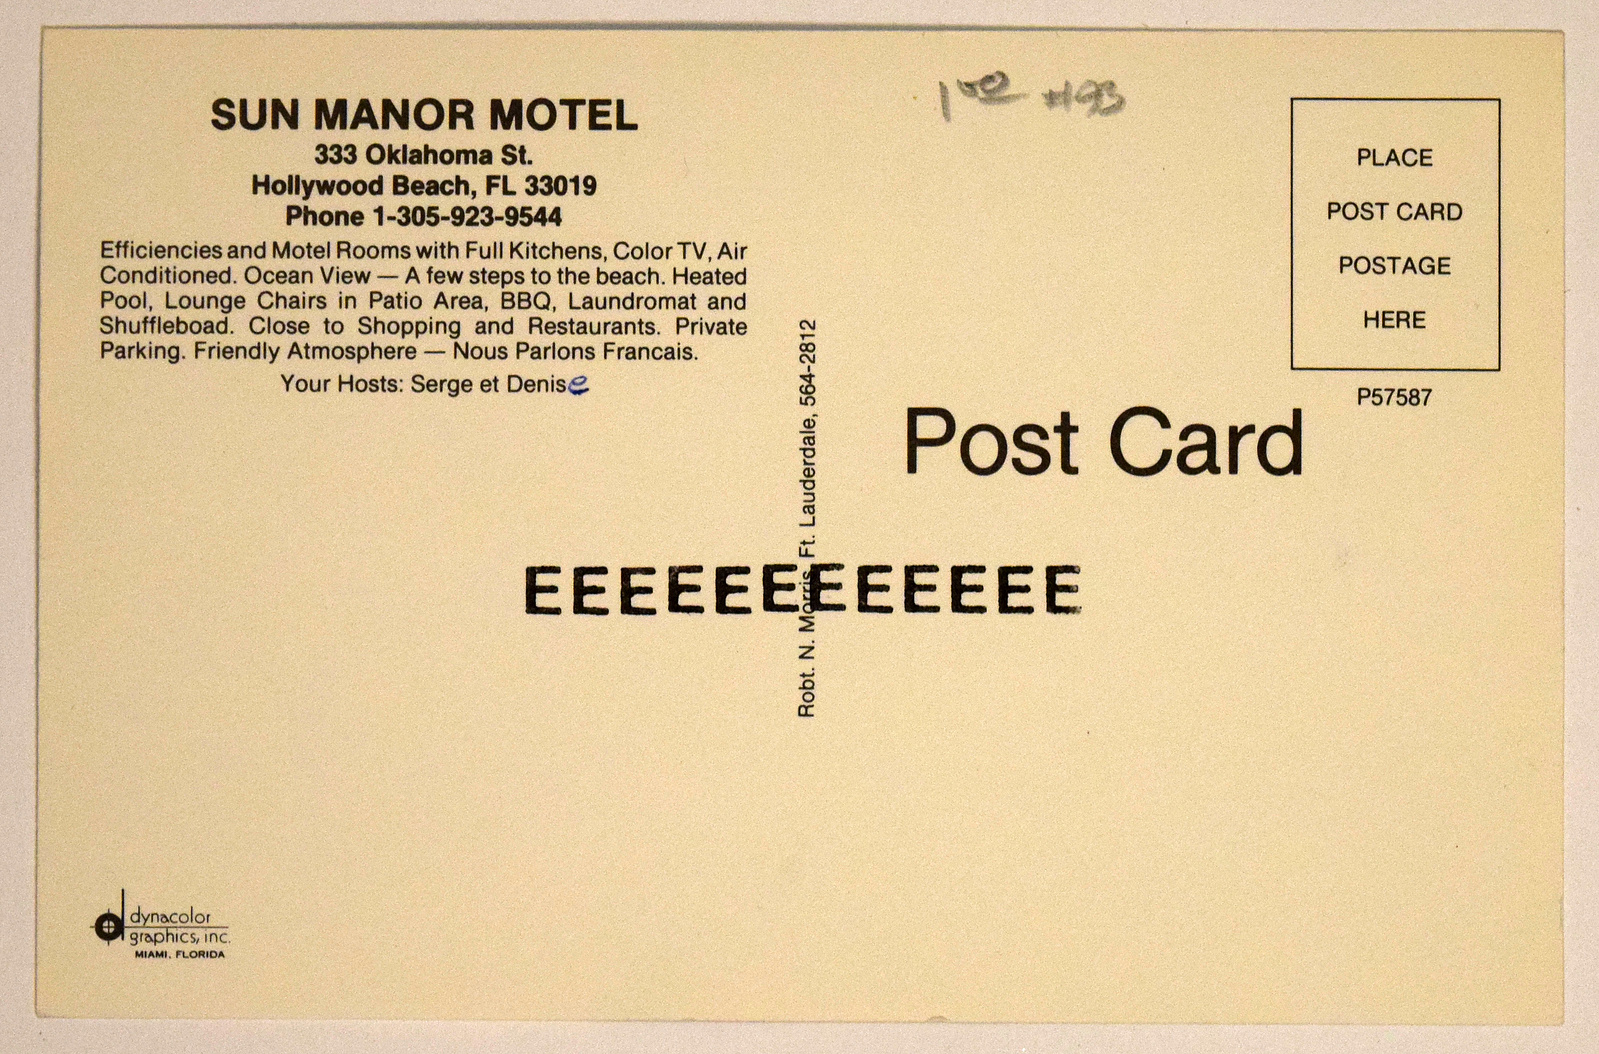 SUN MANOR MOTEL
333 Oklahoma St.
Hollywood Beach, FL 33019
Phone 1-305-923-9544
Efficiencies and Motel Rooms with Full Kitchens, Color TV, Air
Conditioned. Ocean View — A few steps to the beach. Heated
Pool, Lounge Chairs in Patio Area, BBQ, Laundromat and
Shuffleboad. Close to Shopping and Restaurants. Private
Parking. Friendly Atmosphere — Nous Parlons Francais.
Your Hosts: Serge et Denise
PLACE
POST CARD
POSTAGE
HERE
P57587
Post Card
Robt. N. Morris, Ft. Lauderdale, 564-2812
EEEEEEEEEEEE
dynacolor
graphics, inc.
MIAMI, FLORIDA